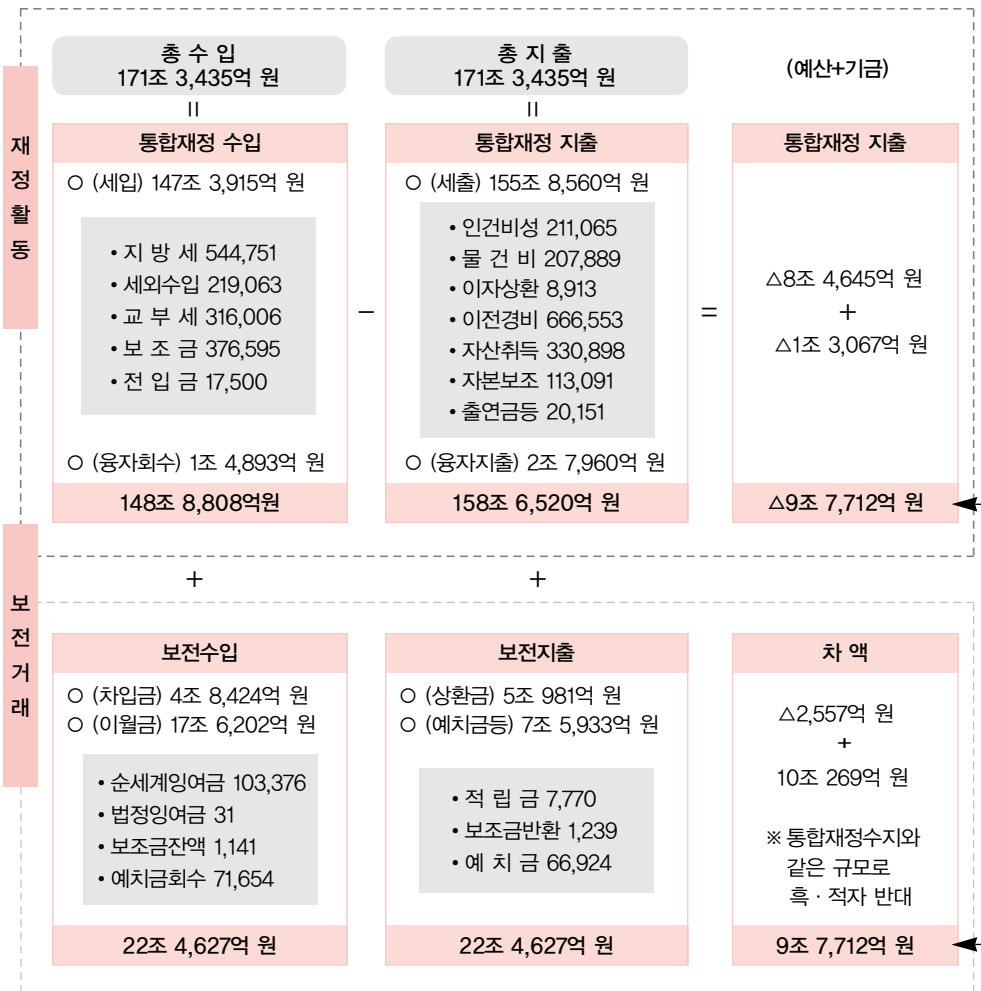 총 수 입
171조 3,435억 원
총 지 출
171조 3,435억 원
(예산+기금)
=
=
재정활동
통합재정 수입
○ (세입) 147조 3,915억 원
• 지 방 세 544,751
• 세외수입 219,063
• 교 부 세 316,006
• 보 조 금 376,595
• 전 입 금 17,500
○ (융자회수) 1조 4,893억 원
148조 8,808억원
−
통합재정 지출
○ (세출) 155조 8,560억 원
• 인건비성 211,065
• 물 건 비 207,889
• 이자상환 8,913
• 이전경비 666,553
• 자산취득 330,898
• 자본보조 113,091
• 출연금등 20,151
○ (융자지출) 2조 7,960억 원
158조 6,520억 원
=
통합재정 지출
△8조 4,645억 원
+
△1조 3,067억 원
△9조 7,712억 원
+
+
보전거래
보전수입
○ (차입금) 4조 8,424억 원
○ (이월금) 17조 6,202억 원
• 순세계잉여금 103,376
• 법정잉여금 31
• 보조금잔액 1,141
• 예치금회수 71,654
22조 4,627억 원
보전지출
○ (상환금) 5조 981억 원
○ (예치금등) 7조 5,933억 원
• 적 립 금 7,770
• 보조금반환 1,239
• 예 치 금 66,924
22조 4,627억 원
차 액
△2,557억 원
+
10조 269억 원
※ 통합재정수지와
같은 규모로
흑 · 적자 반대
9조 7,712억 원